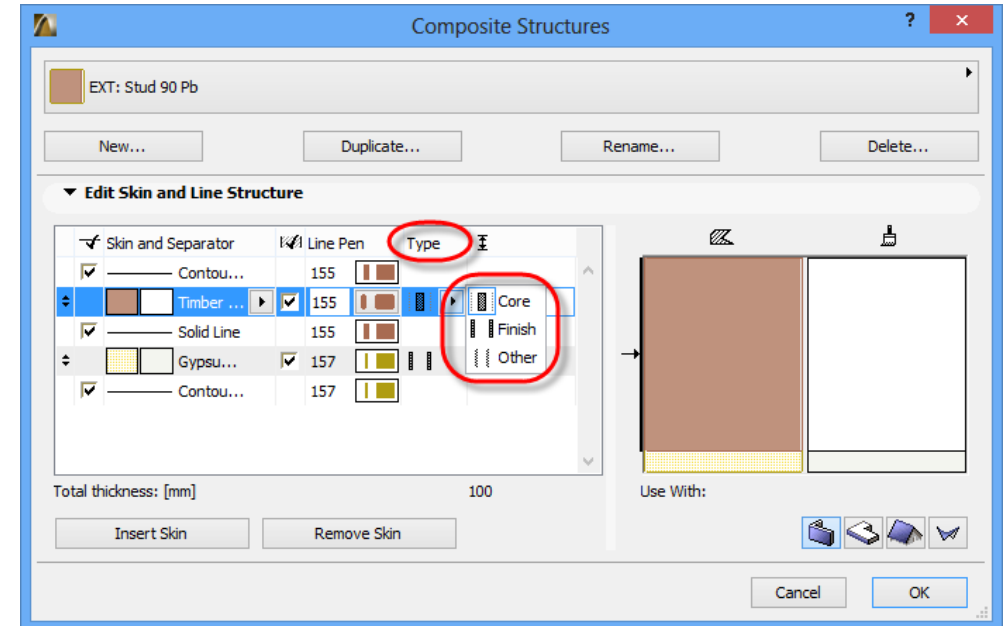 Composite Structures
?
EXT: Stud 90 Pb
New... Duplicate... Rename... Delete...
Edit Skin and Line Structure
Skin and Separator Line Pen Type
Contou... 155
Timber ... 155 Core
Finish
Other
Solid Line 155
Gypsu... 157
Contou... 157
Total thickness: [mm] 100
Use With:
Insert Skin Remove Skin
Cancel OK